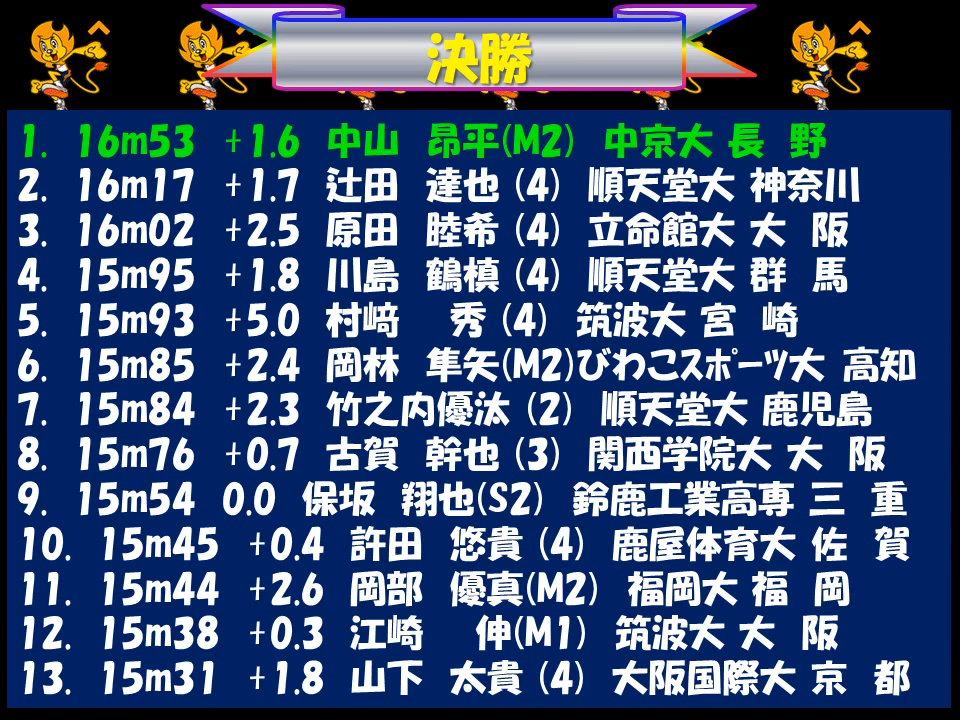 決勝
1. 16m53 +1.6 中山 昂平(M2) 中京大 長 野
2. 16m17 +1.7 辻田 達也 (4) 順天堂大 神奈川
3. 16m02 +2.5 原田 睦希 (4) 立命館大 大 阪
4. 15m95 +1.8 川島 鶴槙 (4) 順天堂大 群 馬
5. 15m93 +5.0 村﨑 秀 (4) 筑波大 宮 崎
6. 15m85 +2.4 岡林 隼矢(M2)びわこスポーツ大 高知
7. 15m84 +2.3 竹之内優汰 (2) 順天堂大 鹿児島
8. 15m76 +0.7 古賀 幹也 (3) 関西学院大 大 阪
9. 15m54 0.0 保坂 翔也(S2) 鈴鹿工業高専 三 重
10. 15m45 +0.4 許田 悠貴 (4) 鹿屋体育大 佐 賀
11. 15m44 +2.6 岡部 優真(M2) 福岡大 福 岡
12. 15m38 +0.3 江崎 伸(M1) 筑波大 大 阪
13. 15m31 +1.8 山下 太貴 (4) 大阪国際大 京 都